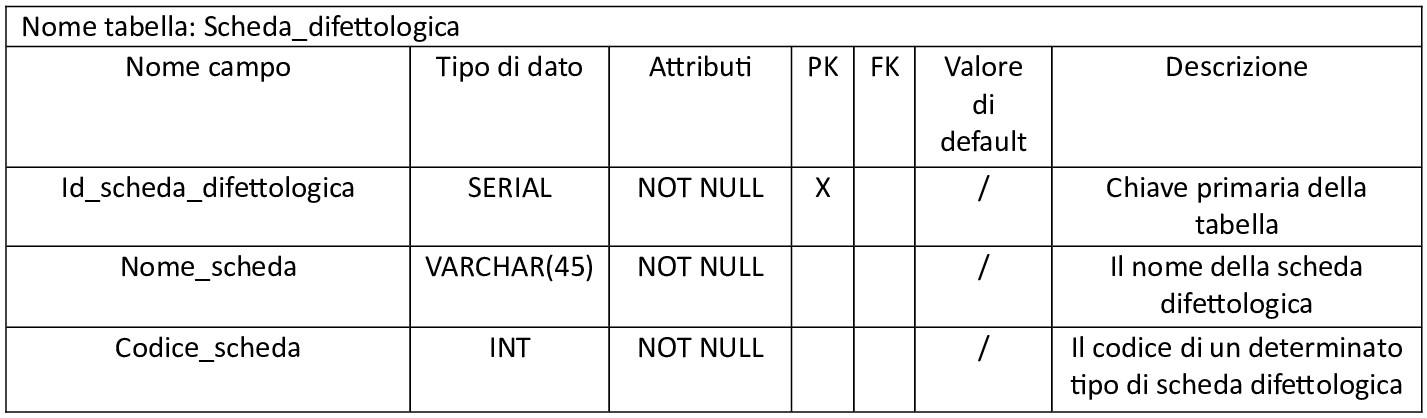 Nome tabella: Scheda_difettologica
Nome campo Tipo di dato Attributi PK FK Valore di default Descrizione
Id_scheda_difettologica SERIAL NOT NULL X / Chiave primaria della tabella
Nome_scheda VARCHAR(45) NOT NULL / Il nome della scheda difettologica
Codice_scheda INT NOT NULL / Il codice di un determinato tipo di scheda difettologica